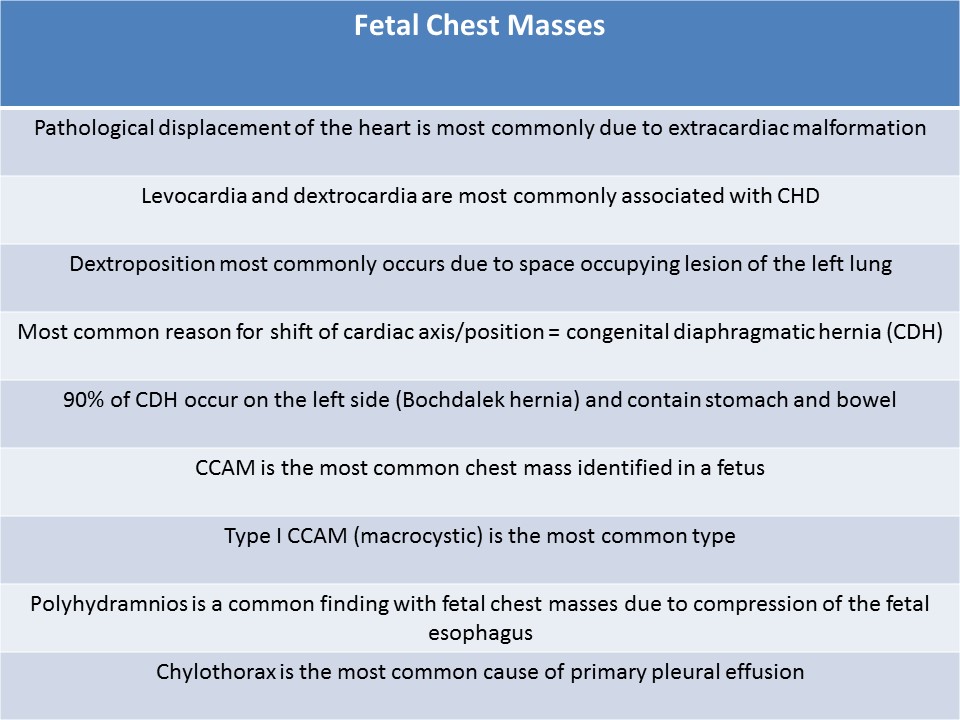 Fetal Chest Masses
Pathological displacement of the heart is most commonly due to extracardiac malformation
Levocardia and dextrocardia are most commonly associated with CHD
Dextroposition most commonly occurs due to space occupying lesion of the left lung
Most common reason for shift of cardiac axis/position = congenital diaphragmatic hernia (CDH)
90% of CDH occur on the left side (Bochdalek hernia) and contain stomach and bowel
CCAM is the most common chest mass identified in a fetus
Type I CCAM (macrocystic) is the most common type
Polyhydramnios is a common finding with fetal chest masses due to compression of the fetal
esophagus
Chylothorax is the most common cause of primary pleural effusion